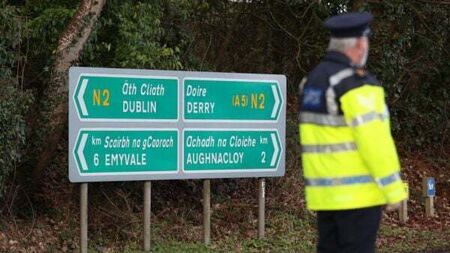 Áth Cliath
N2 DUBLIN
Doire
DERRY (A5) N2
km Scairbh na gCaorach
6 EMYVALE
Achadh na Cloiche km
AUGHNACLOY 2